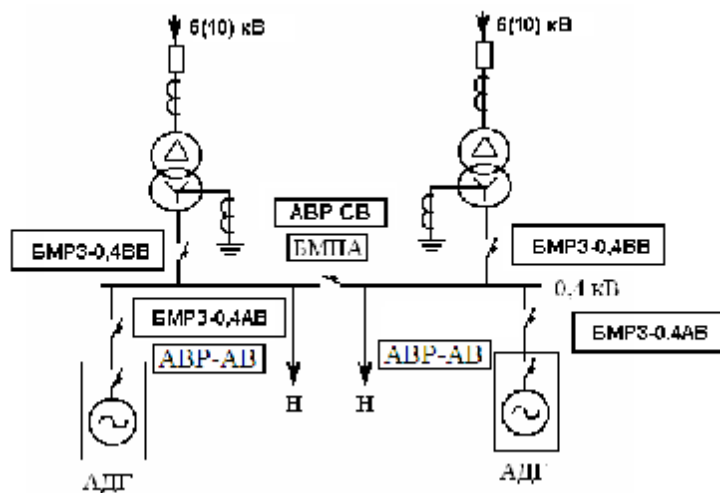 6(10) кВ
6(10) кВ
АВР СВ
БМПА
БМРЗ-0,4ВВ
БМРЗ-0,4ВВ
0,4 кВ
БМРЗ-0,4АВ
БМРЗ-0.4АВ
АВР-АВ
АВР-АВ
Н
Н
АДГ
АДГ